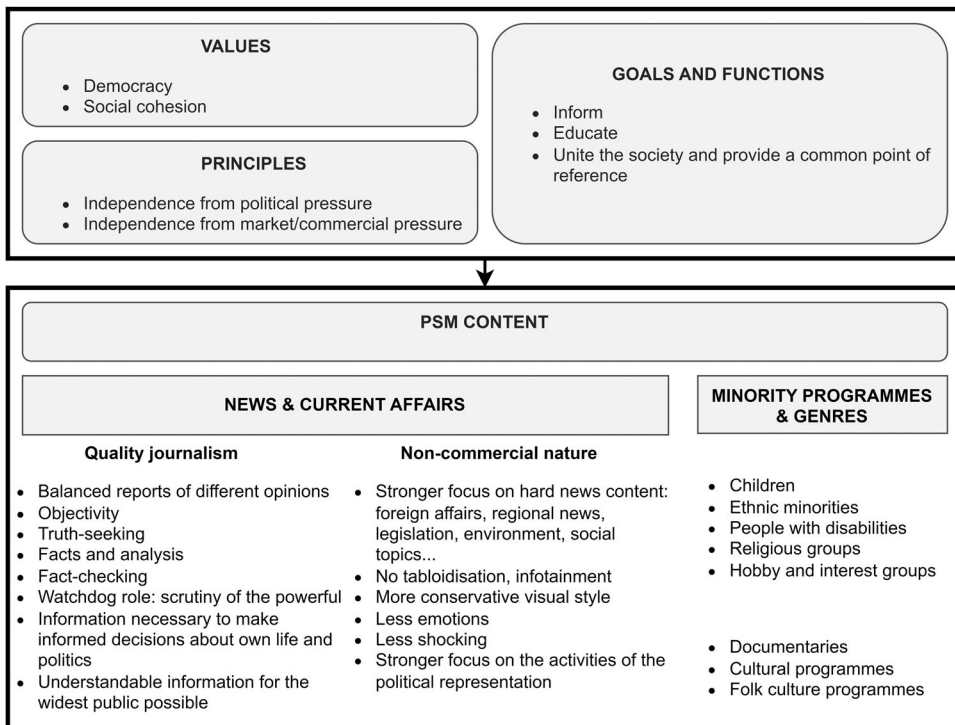 VALUES
• Democracy
• Social cohesion
PRINCIPLES
• Independence from political pressure
• Independence from market/commercial pressure
GOALS AND FUNCTIONS
• Inform
• Educate
• Unite the society and provide a common point of
reference
PSM CONTENT
NEWS & CURRENT AFFAIRS
Quality journalism
• Balanced reports of different opinions
• Objectivity
• Truth-seeking
• Facts and analysis
• Fact-checking
• Watchdog role: scrutiny of the powerful
• Information necessary to make
informed decisions about own life and
politics
• Understandable information for the
widest public possible
Non-commercial nature
• Stronger focus on hard news content:
foreign affairs, regional news,
legislation, environment, social
topics...
• No tabloidisation, infotainment
• More conservative visual style
• Less emotions
• Less shocking
• Stronger focus on the activities of the
political representation
MINORITY PROGRAMMES
& GENRES
• Children
• Ethnic minorities
• People with disabilities
• Religious groups
• Hobby and interest groups
• Documentaries
• Cultural programmes
• Folk culture programmes